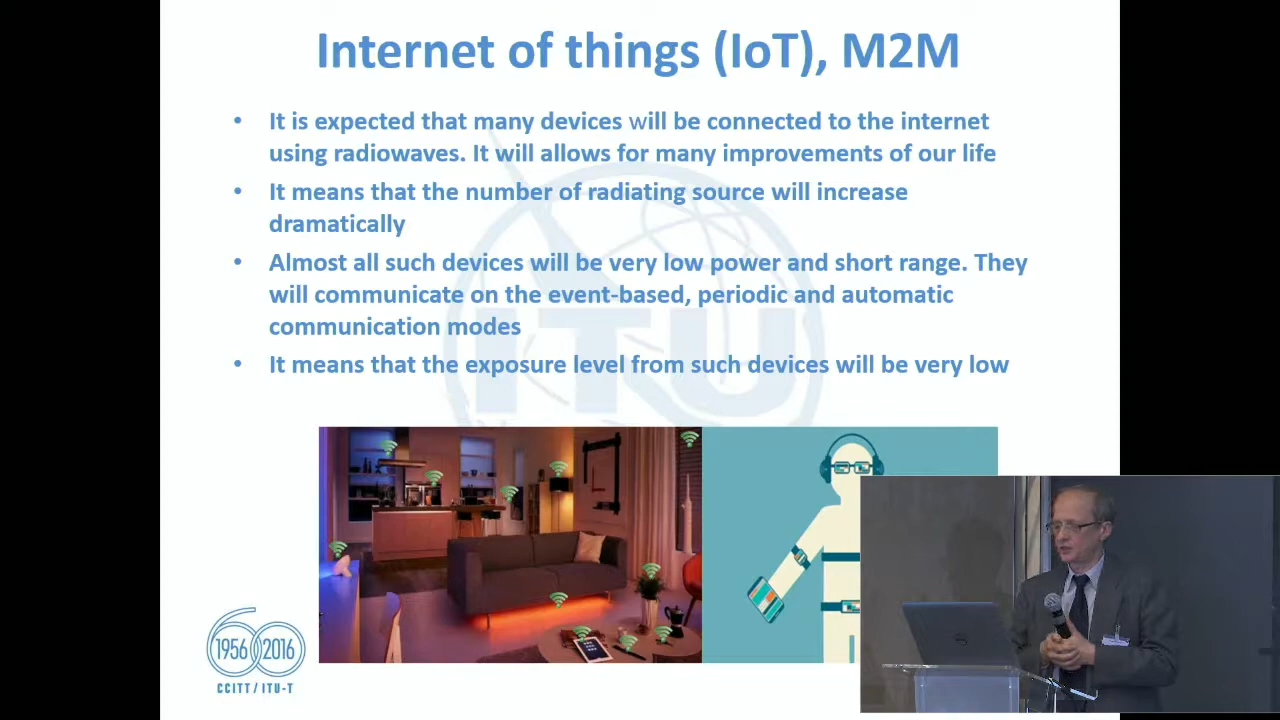 Internet of things (IoT), M2M
• It is expected that many devices will be connected to the internet
using radiowaves. It will allows for many improvements of our life
• It means that the number of radiating source will increase
dramatically
• Almost all such devices will be very low power and short range. They
will communicate on the event-based, periodic and automatic
communication modes
• It means that the exposure level from such devices will be very low
ITU
60
1956 2016
CCITT / ITU-T